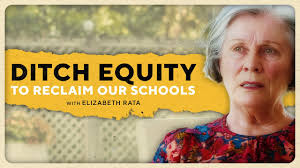 DITCH EQUITY
TO RECLAIM OUR SCHOOLS
WITH ELIZABETH RATA